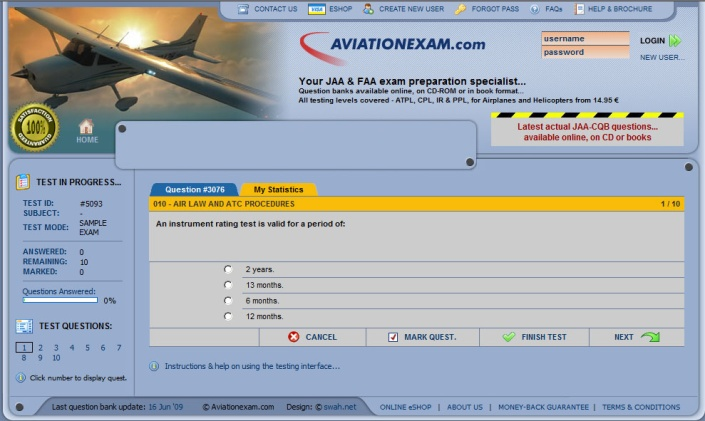 CONTACT US VISA ESHOP CREATE NEW USER FORGOT PASS FAQs HELP & BROCHURE
AVIATIONEXAM.com
username LOGIN
password NEW USER...
Your JAA & FAA exam preparation specialist...
Question banks available online, on CD-ROM or in book format...
All testing levels covered - ATPL, CPL, IR & PPL, for Airplanes and Helicopters from 14.95 €
SATISFACTION
100%
GUARANTEED
HOME
Latest actual JAA-CQB questions...
available online, on CD or books
TEST IN PROGRESS...
TEST ID: #5093
SUBJECT: -
TEST MODE: SAMPLE
EXAM
ANSWERED: 0
REMAINING: 10
MARKED: 0
Questions Answered:
0%
TEST QUESTIONS:
1 2 3 4 5 6 7
8 9 10
Click number to display quest.
Question #3076 My Statistics
010 - AIR LAW AND ATC PROCEDURES 1 / 10
An instrument rating test is valid for a period of:
2 years.
13 months.
6 months.
12 months.
CANCEL MARK QUEST. FINISH TEST NEXT
Instructions & help on using the testing interface...
Last question bank update: 16 Jun '09 © Aviationexam.com Design: © swah.net ONLINE eSHOP | ABOUT US | MONEY-BACK GUARANTEE | TERMS & CONDITIONS